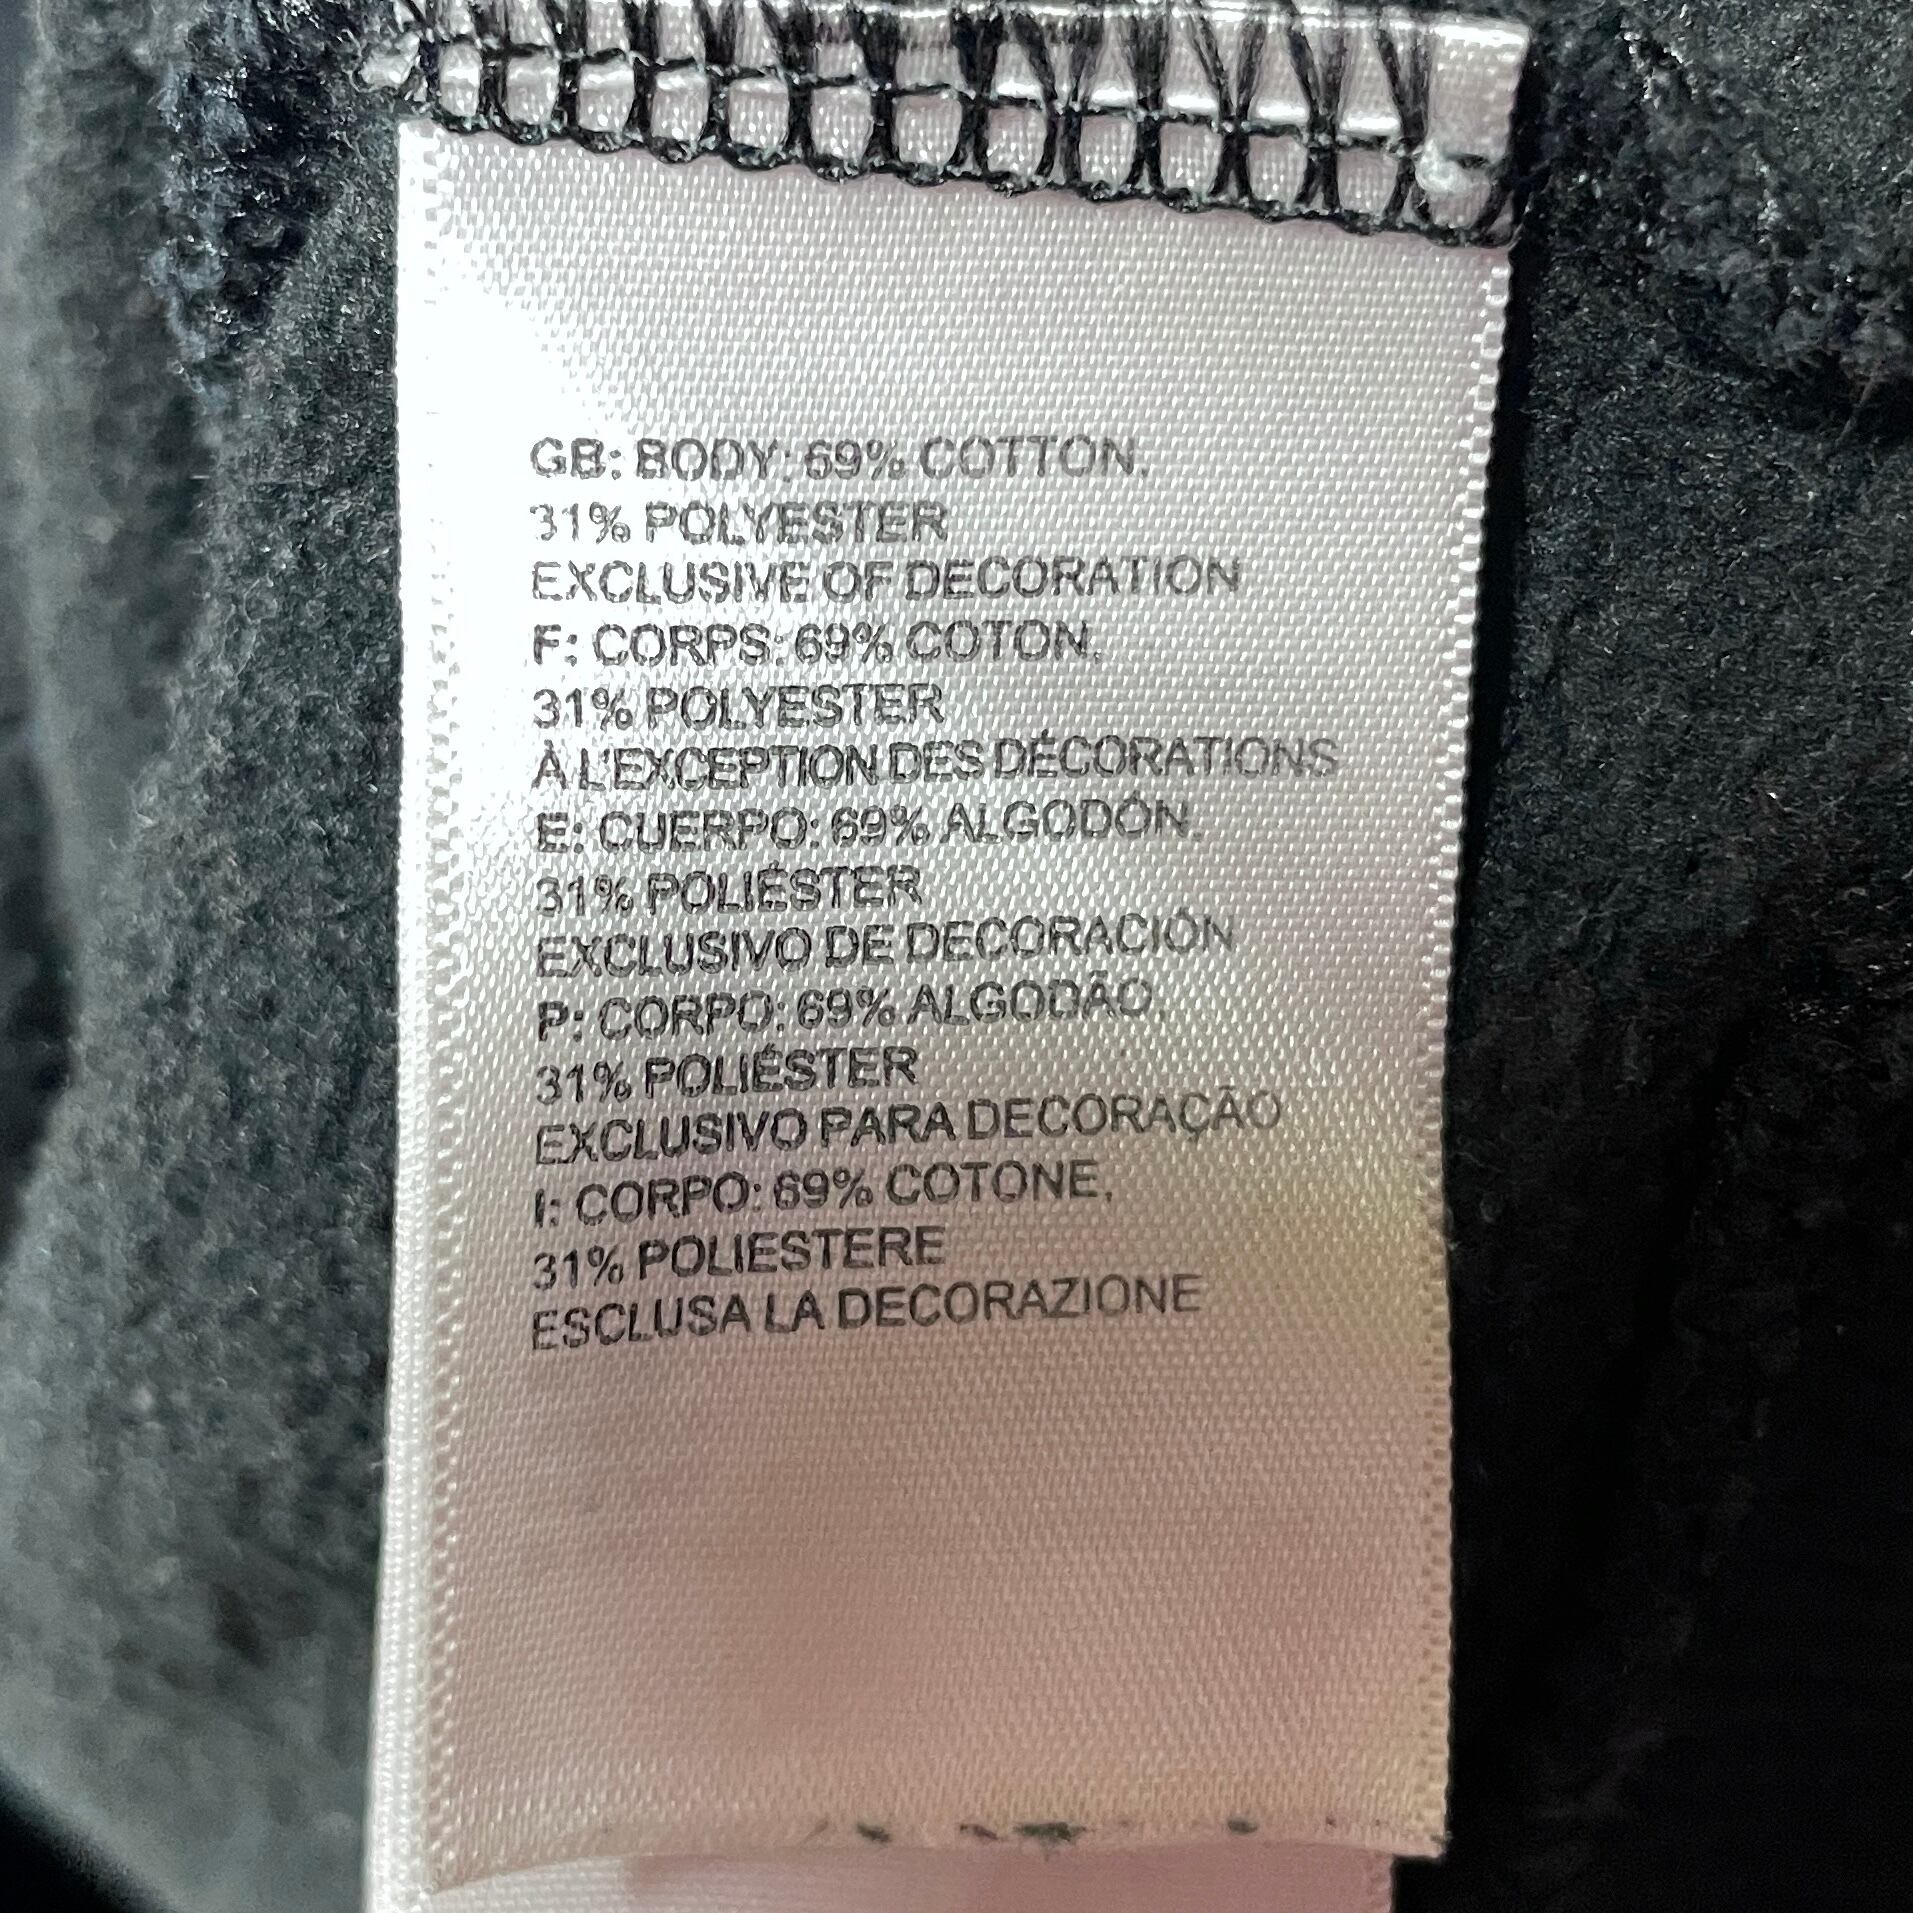 GB: BODY: 69% COTTON,
31% POLYESTER
EXCLUSIVE OF DECORATION
F: CORPS: 69% COTON,
31% POLYESTER
À L'EXCEPTION DES DÉCORATIONS
E: CUERPO: 69% ALGODÓN,
31% POLIÉSTER
EXCLUSIVO DE DECORACIÓN
P: CORPO: 69% ALGODÃO,
31% POLIÉSTER
EXCLUSIVO PARA DECORAÇÃO
I: CORPO: 69% COTONE,
31% POLIESTERE
ESCLUSA LA DECORAZIONE